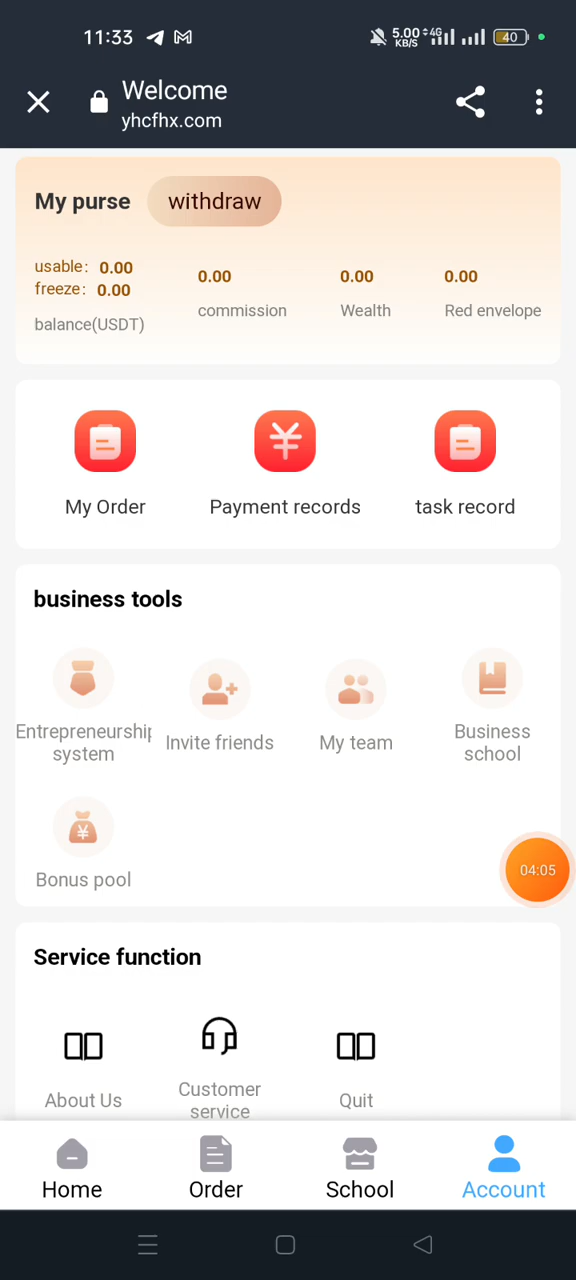 11:33
5.00 KB/S 4G 40
Welcome
yhcfhx.com
My purse withdraw
usable: 0.00
freeze: 0.00
balance(USDT)
0.00
commission
0.00
Wealth
0.00
Red envelope
¥
My Order Payment records task record
business tools
Entrepreneurship
system
Invite friends
My team
Business
school
¥
Bonus pool
04:05
Service function
About Us
Customer
service
Quit
Home Order School Account